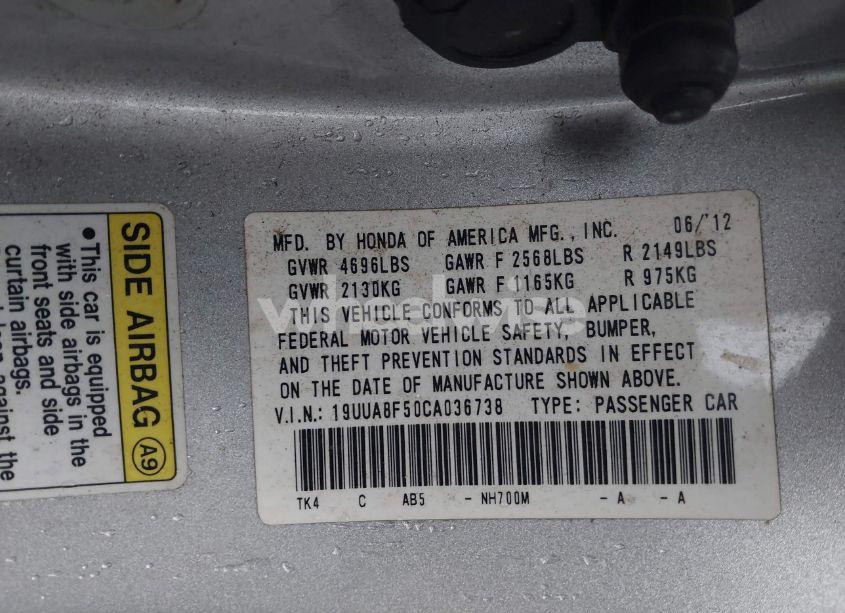 MFD. BY HONDA OF AMERICA MFG., INC. 06/'12
GVWR 4696LBS GAWR F 2568LBS R 2149LBS
GVWR 2130KG GAWR F 1165KG R 975KG
THIS VEHICLE CONFORMS TO ALL APPLICABLE
FEDERAL MOTOR VEHICLE SAFETY, BUMPER,
AND THEFT PREVENTION STANDARDS IN EFFECT
ON THE DATE OF MANUFACTURE SHOWN ABOVE.
V.I.N.: 19UUA8F50CA036738 TYPE: PASSENGER CAR
TK4 C AB5 - NH700M - A - A
SIDE AIRBAG A9
•This car is equipped
with side airbags in the
front seats and side
curtain airbags.
against the